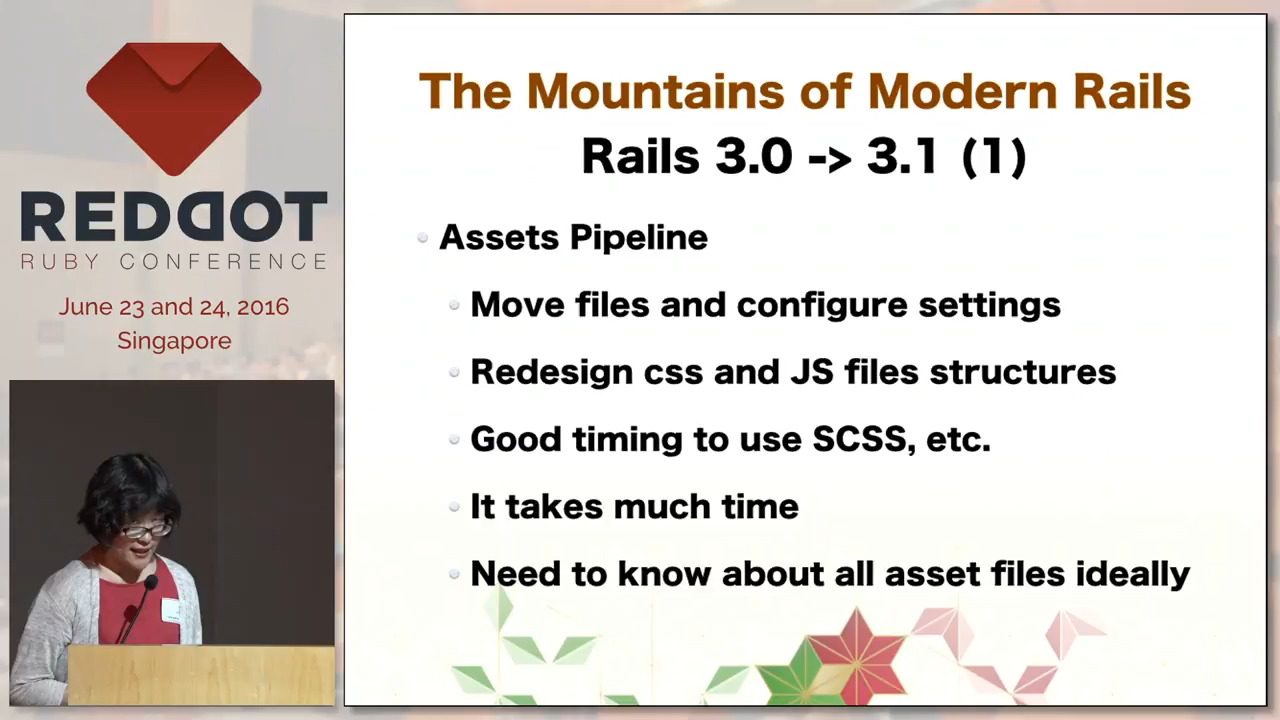 REDDOT
RUBY CONFERENCE
June 23 and 24, 2016
Singapore
The Mountains of Modern Rails
Rails 3.0 -> 3.1 (1)
Assets Pipeline
Move files and configure settings
Redesign css and JS files structures
Good timing to use SCSS, etc.
It takes much time
Need to know about all asset files ideally